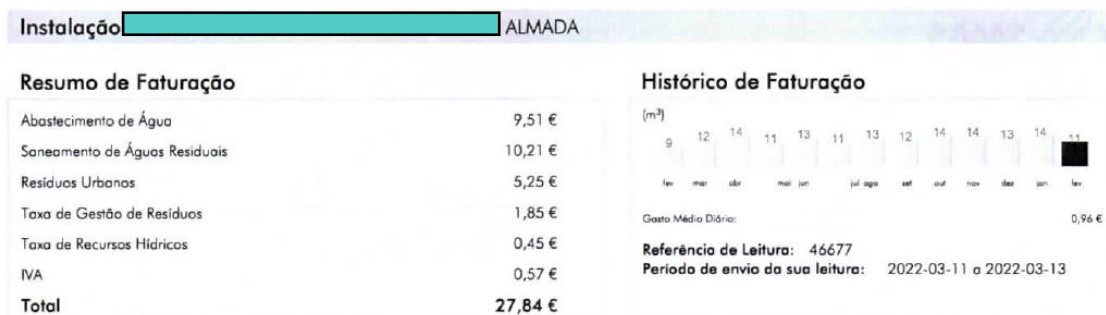 Instalação ALMADA
Resumo de Faturação
Abastecimento de Água 9,51 €
Saneamento de Águas Residuais 10,21 €
Resíduos Urbanos 5,25 €
Taxa de Gestão de Resíduos 1,85 €
Taxa de Recursos Hídricos 0,45 €
IVA 0,57 €
Total 27,84 €
Histórico de Faturação
(m³)
9 12 14 11 13 11 13 12 14 14 13 14 11
fev mar abr mai jun jul ago set out nov dez jan fev
Gasto Médio Diário: 0,96 €
Referência de Leitura: 46677
Período de envio da sua leitura: 2022-03-11 a 2022-03-13